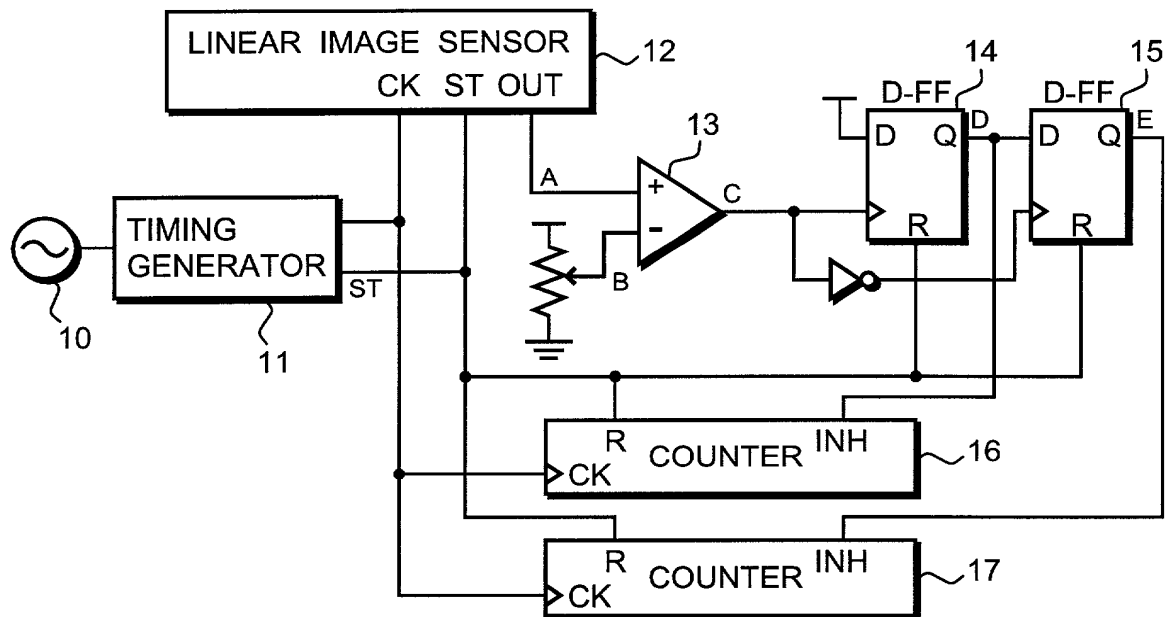 LINEAR IMAGE SENSOR
CK ST OUT
12
14
15
D-FF
D-FF
D
Q
D
D
Q
E
R
R
13
A
+
-
C
B
TIMING
GENERATOR
ST
10
11
R
INH
CK
COUNTER
16
R
INH
CK
COUNTER
17